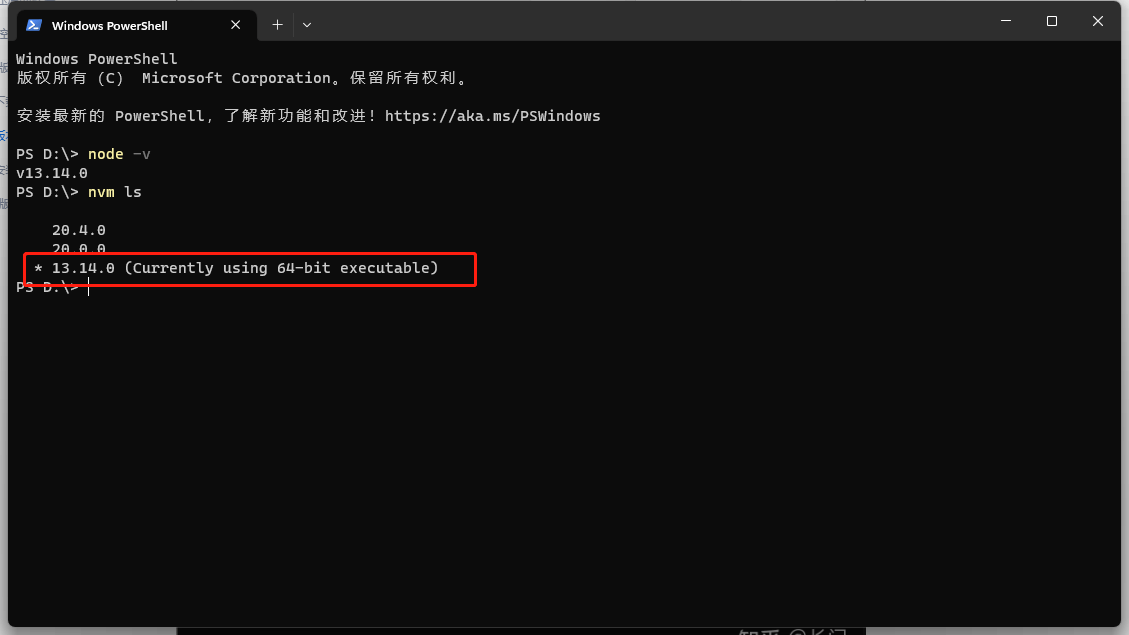 Windows PowerShell
Windows PowerShell
版权所有 (C) Microsoft Corporation。保留所有权利。
安装最新的 PowerShell，了解新功能和改进！https://aka.ms/PSWindows
PS D:\> node -v
v13.14.0
PS D:\> nvm ls
20.4.0
20.0.0
* 13.14.0 (Currently using 64-bit executable)
PS D:\>